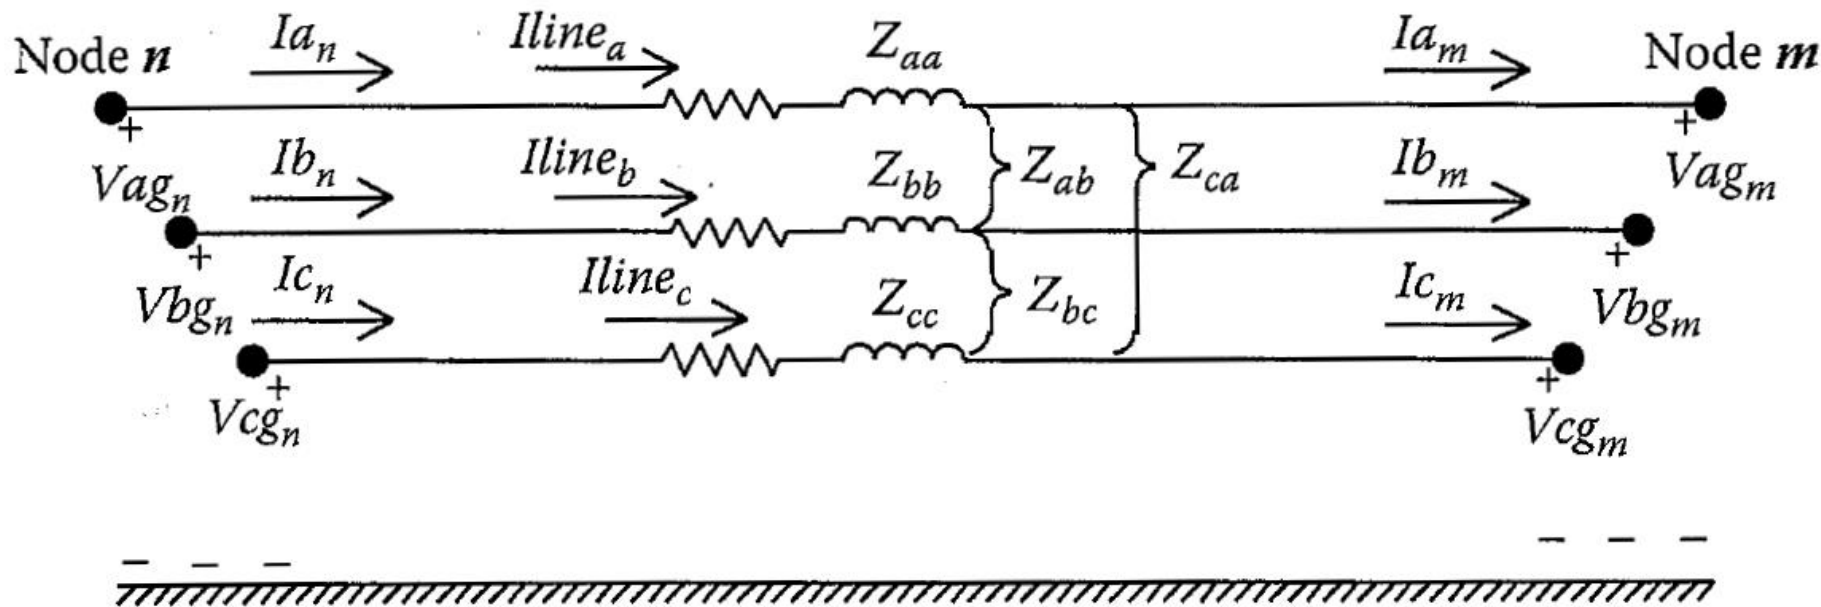 Ia_n Iline_a Z_aa Ia_m
Node n Node m
+ +
Ib_n Iline_b Z_bb Z_ab Z_ca Ib_m
Vag_n Vag_m
+ +
Ic_n Iline_c Z_cc Z_bc Ic_m
Vbg_n Vbg_m
+ +
Vcg_n Vcg_m
− − −
− − −